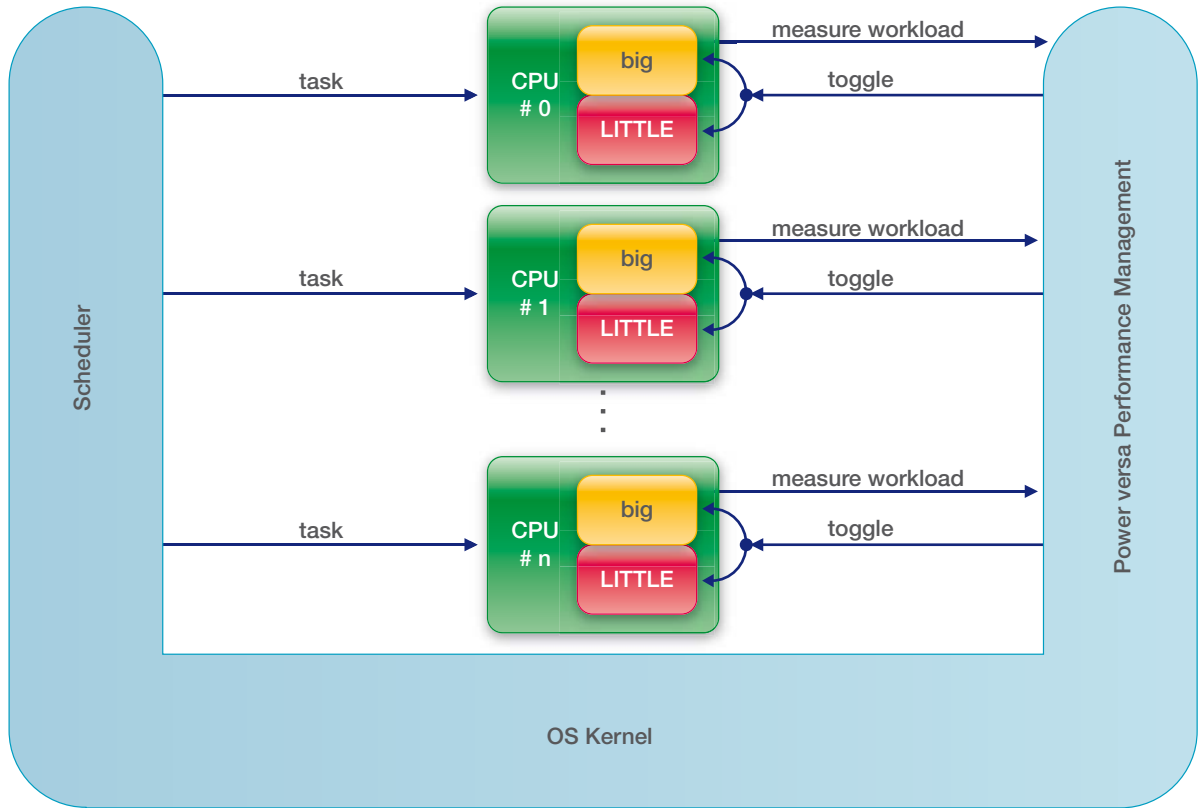 Scheduler
task
CPU
# 0
big
LITTLE
measure workload
toggle
task
CPU
# 1
big
LITTLE
measure workload
toggle
task
CPU
# n
big
LITTLE
measure workload
toggle
Power versa Performance Management
OS Kernel